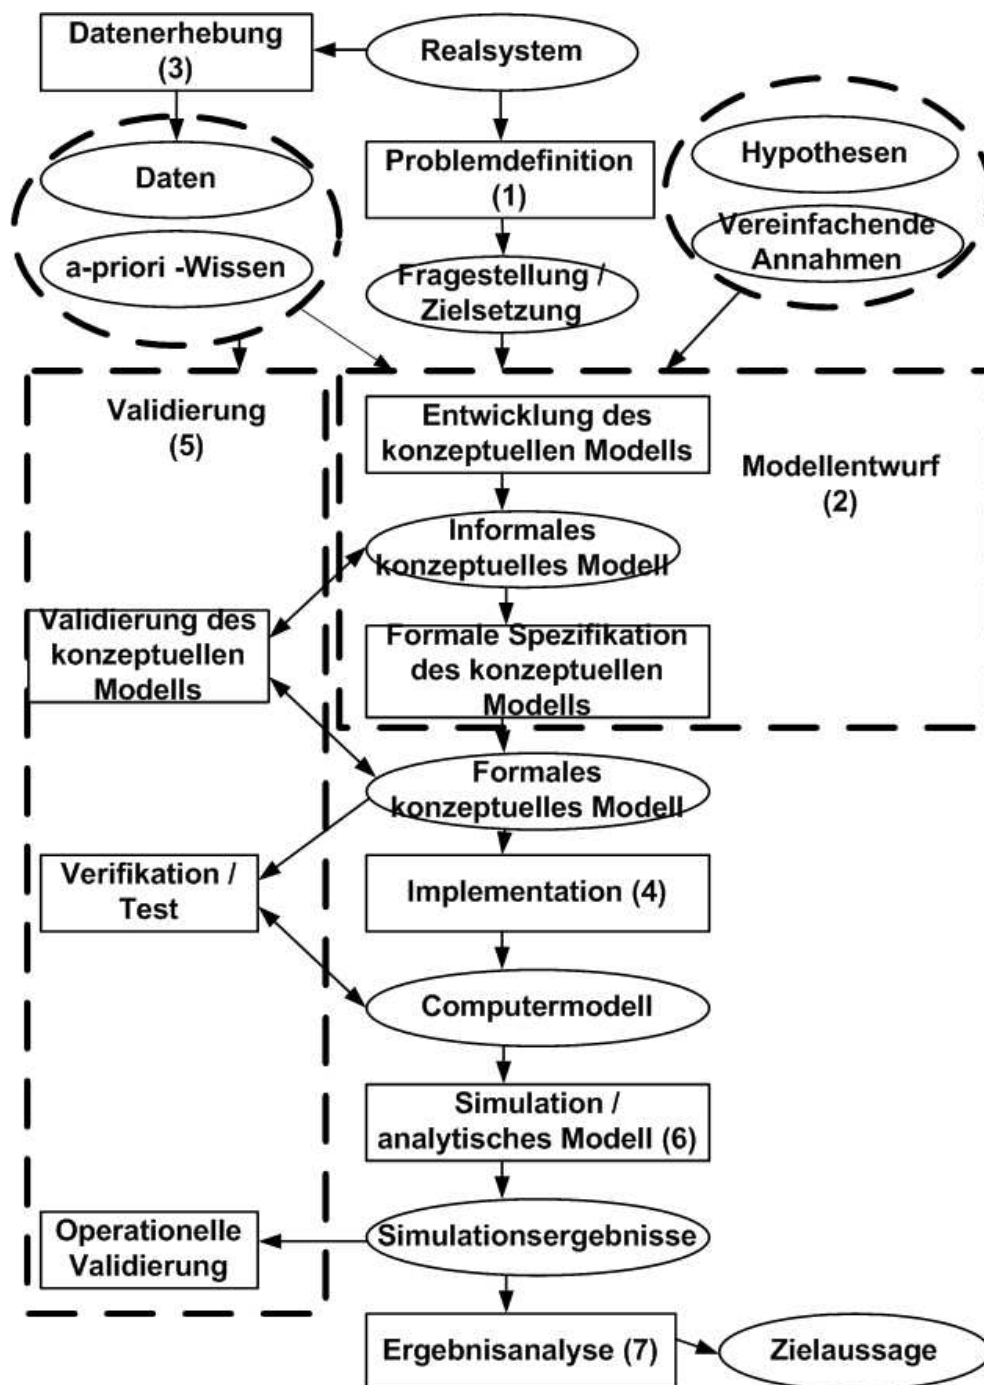 Datenerhebung
(3)
Realsystem
Daten
a-priori -Wissen
Problemdefinition
(1)
Hypothesen
Vereinfachende
Annahmen
Fragestellung /
Zielsetzung
Validierung
(5)
Entwicklung des
konzeptuellen Modells
Modellentwurf
(2)
Informales
konzeptuelles Modell
Validierung des
konzeptuellen
Modells
Formale Spezifikation
des konzeptuellen
Modells
Formales
konzeptuelles Modell
Verifikation /
Test
Implementation (4)
Computermodell
Simulation /
analytisches Modell (6)
Operationelle
Validierung
Simulationsergebnisse
Ergebnisanalyse (7)
Zielaussage